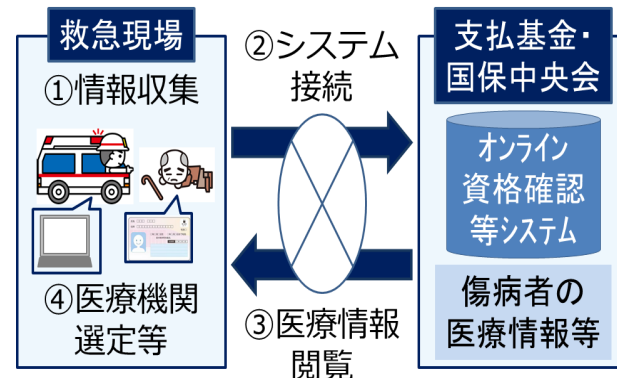 救急現場
①情報収集
④医療機関
選定等
②システム
接続
③医療情報
閲覧
支払基金・
国保中央会
オンライン
資格確認
等システム
傷病者の
医療情報等